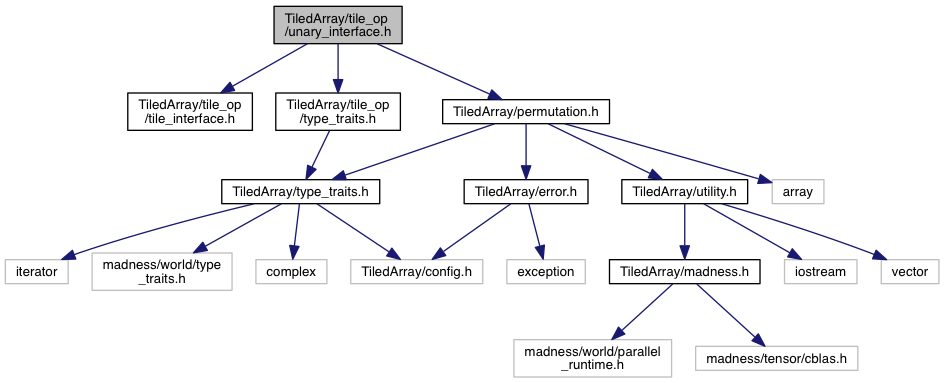 TiledArray/tile_op
/unary_interface.h
TiledArray/tile_op
/tile_interface.h
TiledArray/tile_op
/type_traits.h
TiledArray/permutation.h
TiledArray/type_traits.h
TiledArray/error.h
TiledArray/utility.h
array
iterator
madness/world/type
_traits.h
complex
TiledArray/config.h
exception
TiledArray/madness.h
iostream
vector
madness/world/parallel
_runtime.h
madness/tensor/cblas.h